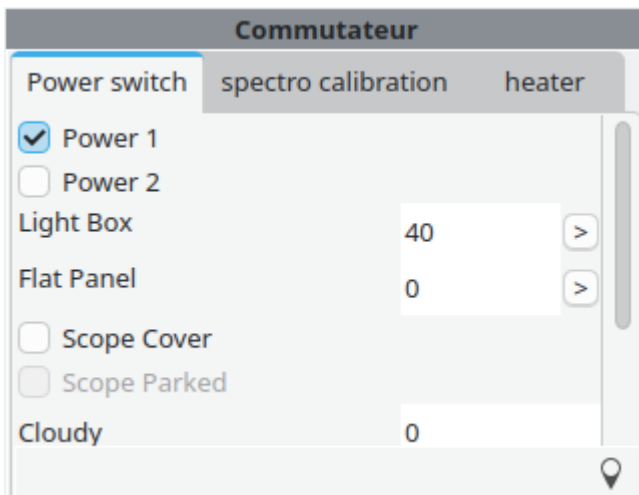 Commutateur
Power switch spectro calibration heater
Power 1
Power 2
Light Box 40 >
Flat Panel 0 >
Scope Cover
Scope Parked
Cloudy 0